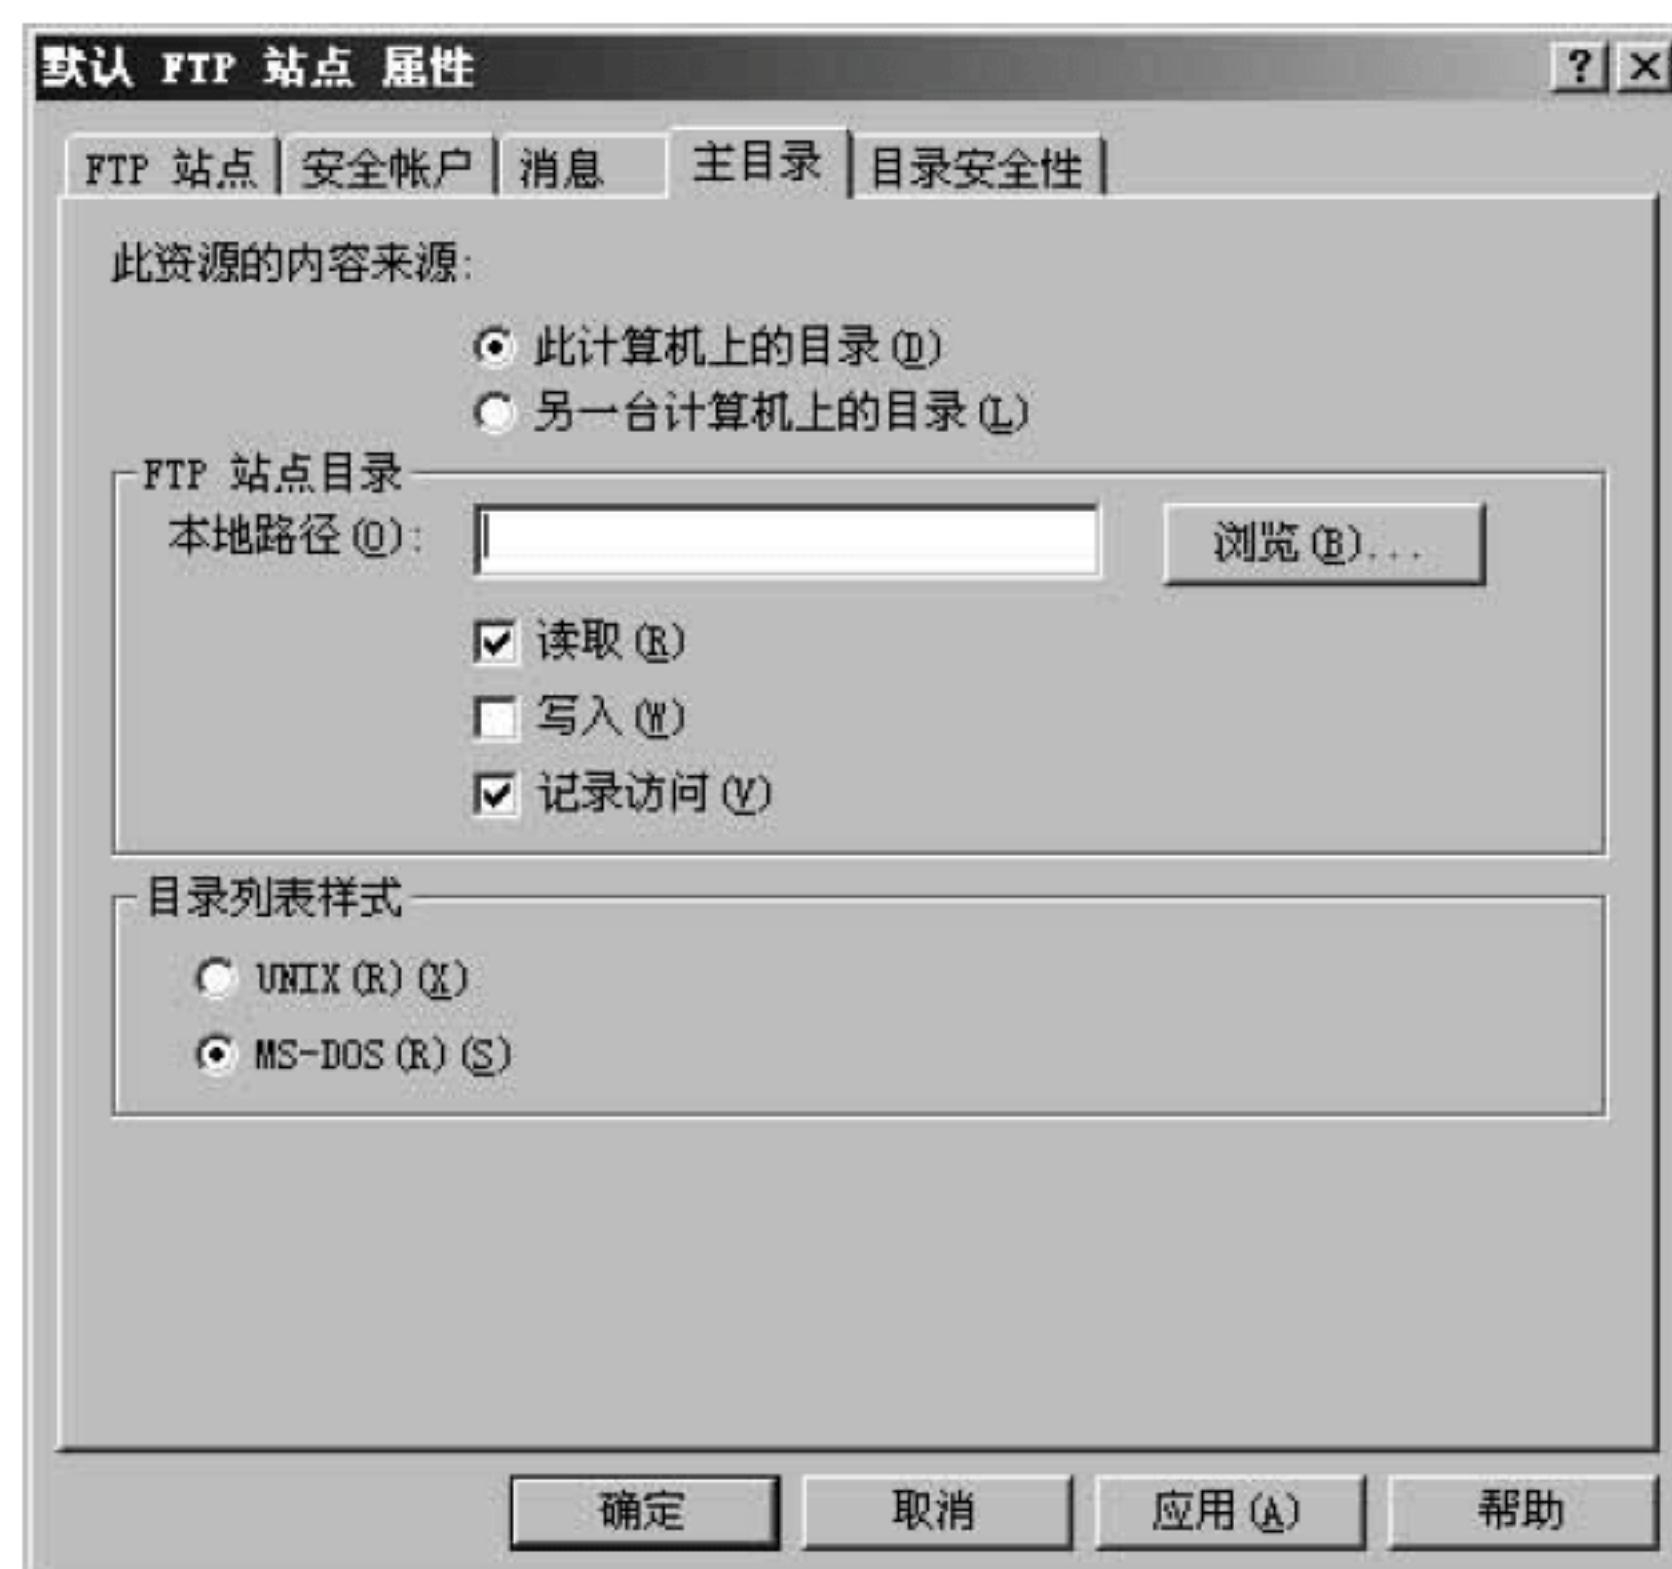 默认 FTP 站点 属性
FTP 站点 安全帐户 消息 主目录 目录安全性
此资源的内容来源:
此计算机上的目录(D)
另一台计算机上的目录(L)
FTP 站点目录
本地路径(O): 浏览(B)...
读取(R)
写入(W)
记录访问(V)
目录列表样式
UNIX(R)(X)
MS-DOS(R)(S)
确定 取消 应用(A) 帮助